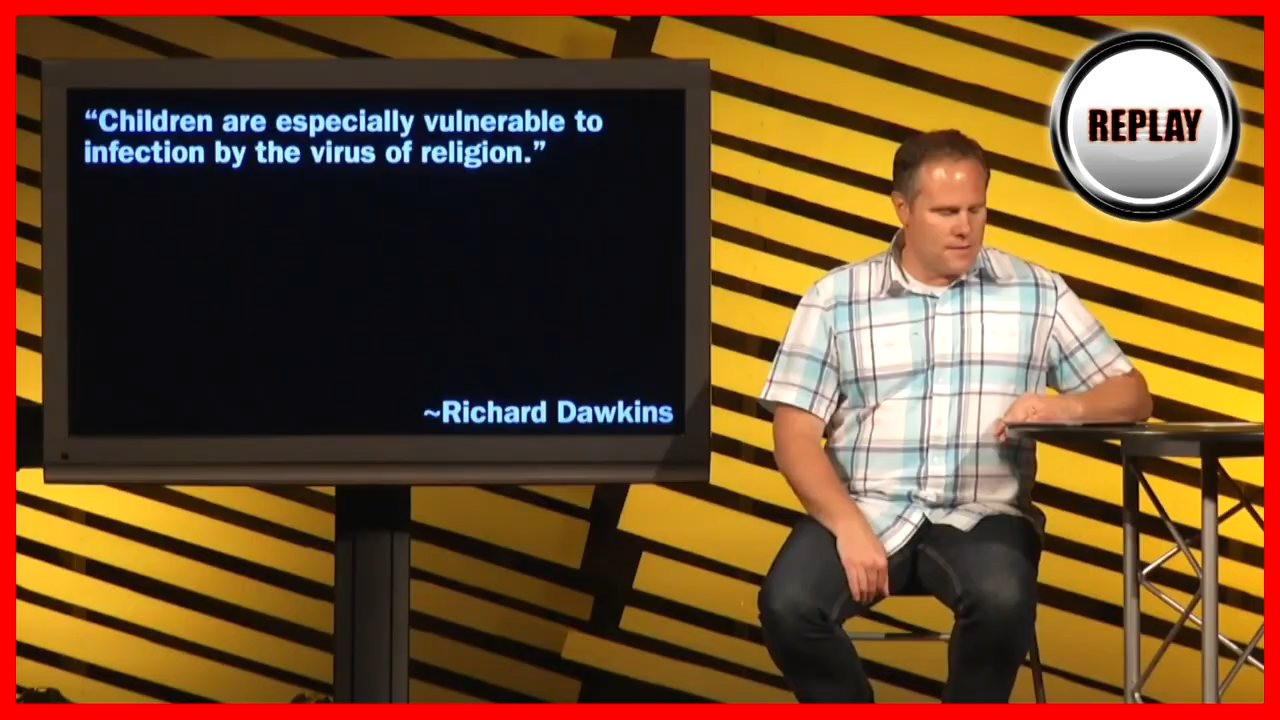 “Children are especially vulnerable to
infection by the virus of religion.”
~Richard Dawkins
REPLAY